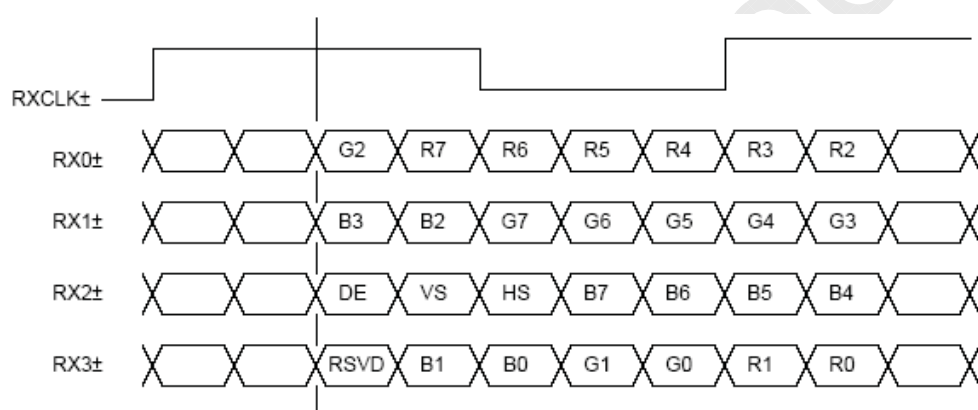 RXCLK±
RX0± G2 R7 R6 R5 R4 R3 R2
RX1± B3 B2 G7 G6 G5 G4 G3
RX2± DE VS HS B7 B6 B5 B4
RX3± RSVD B1 B0 G1 G0 R1 R0